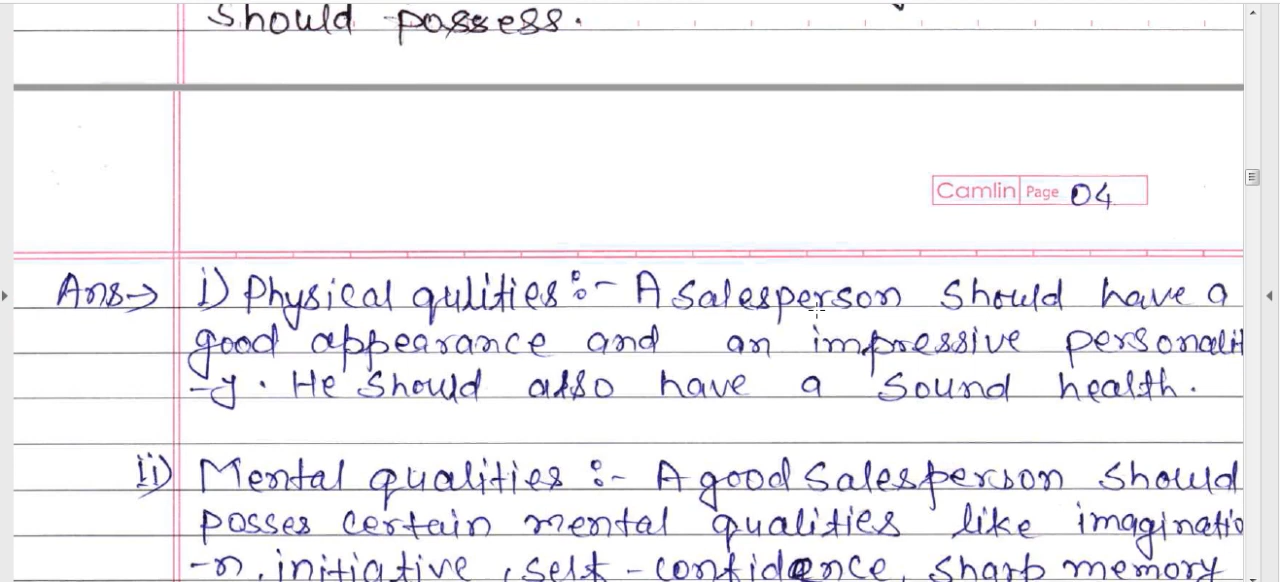 should possess.
Camlin Page 04
Ans→ i) Physical qulities :- A salesperson should have a
good appearance and an impressive personalit
-y. He should also have a sound health.
ii) Mental qualities :- A good salesperson should
posses certain mental qualities like imaginatio
-n, initiative, self-confidence, sharp memory